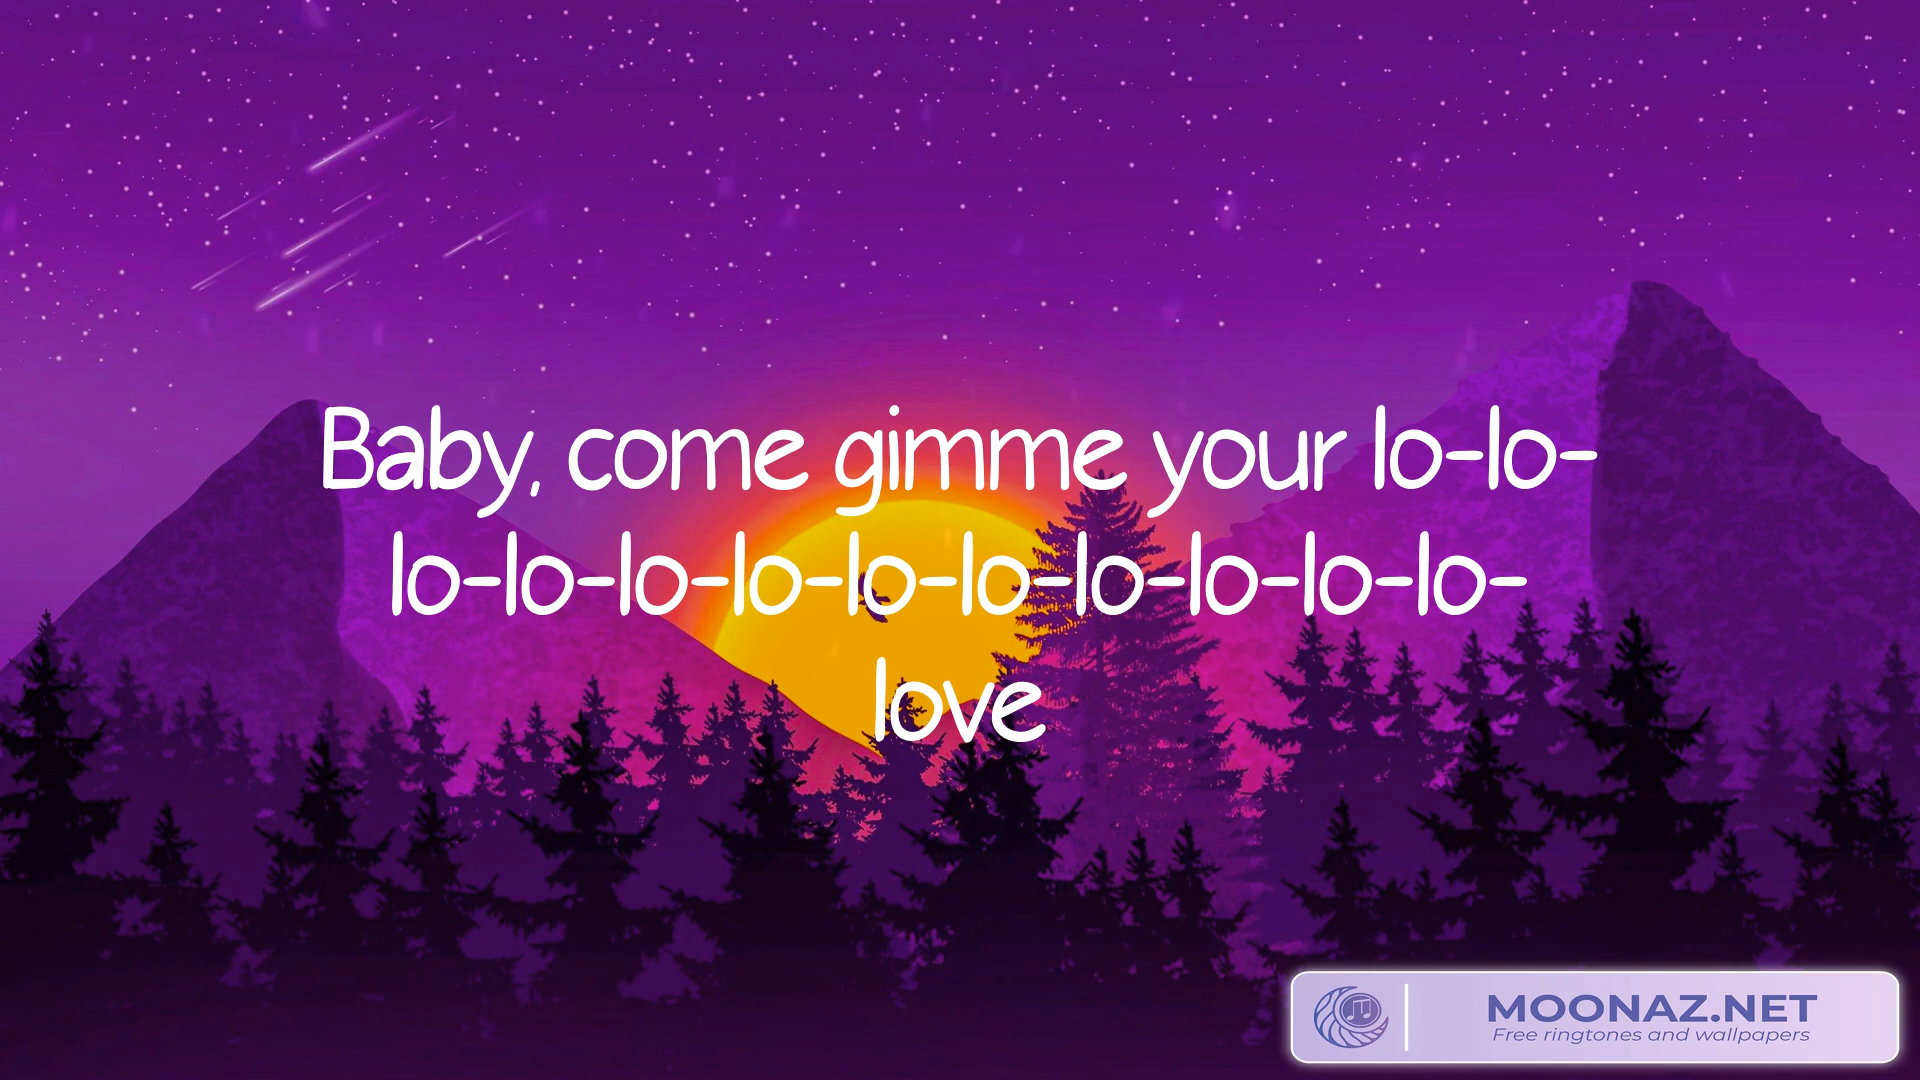 Baby, come gimme your lo-lo-
lo-lo-lo-lo-lo-lo-lo-lo-lo-lo-
love
MOONAZ.NET
Free ringtones and wallpapers